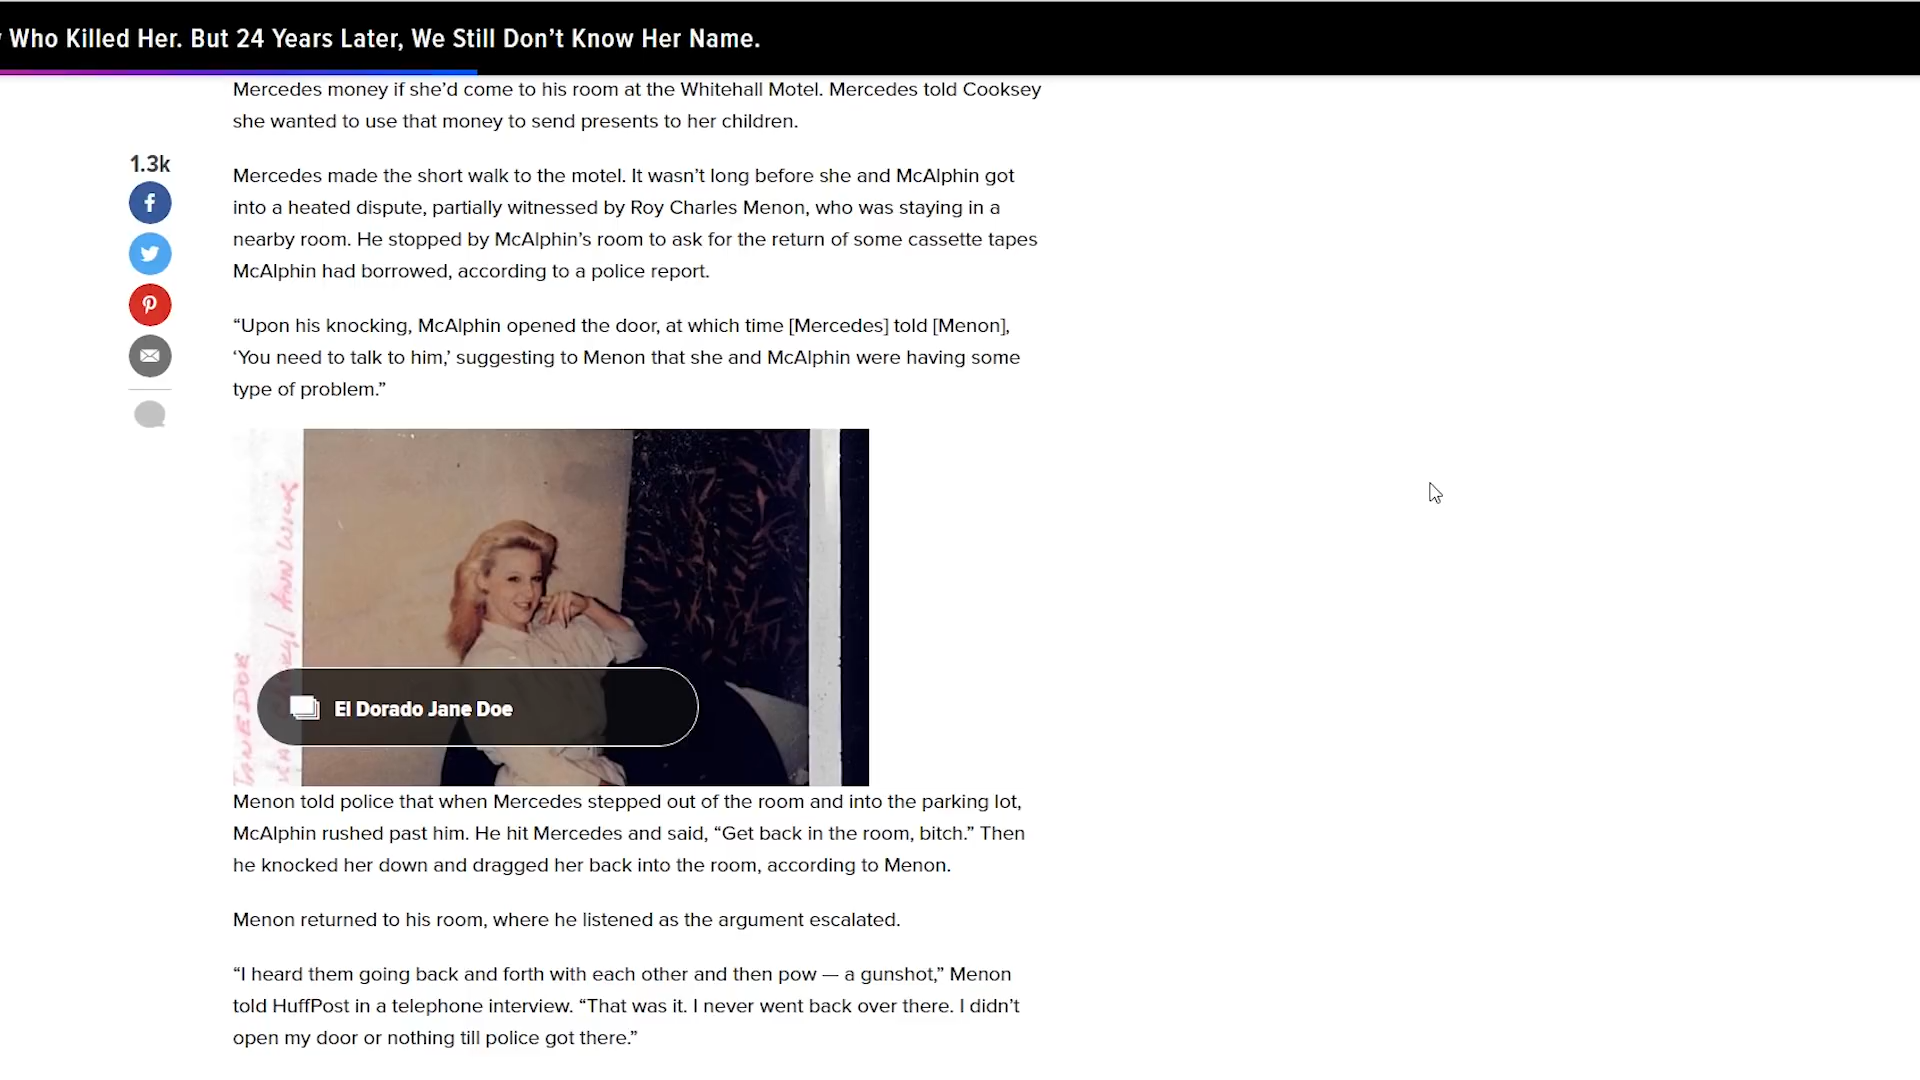 Who Killed Her. But 24 Years Later, We Still Don’t Know Her Name.
Mercedes money if she’d come to his room at the Whitehall Motel. Mercedes told Cooksey
she wanted to use that money to send presents to her children.
1.3k
Mercedes made the short walk to the motel. It wasn’t long before she and McAlphin got
into a heated dispute, partially witnessed by Roy Charles Menon, who was staying in a
nearby room. He stopped by McAlphin’s room to ask for the return of some cassette tapes
McAlphin had borrowed, according to a police report.
“Upon his knocking, McAlphin opened the door, at which time [Mercedes] told [Menon],
‘You need to talk to him,’ suggesting to Menon that she and McAlphin were having some
type of problem.”
JANE DOE
ANN WICK
El Dorado Jane Doe
Menon told police that when Mercedes stepped out of the room and into the parking lot,
McAlphin rushed past him. He hit Mercedes and said, “Get back in the room, bitch.” Then
he knocked her down and dragged her back into the room, according to Menon.
Menon returned to his room, where he listened as the argument escalated.
“I heard them going back and forth with each other and then pow — a gunshot,” Menon
told HuffPost in a telephone interview. “That was it. I never went back over there. I didn’t
open my door or nothing till police got there.”